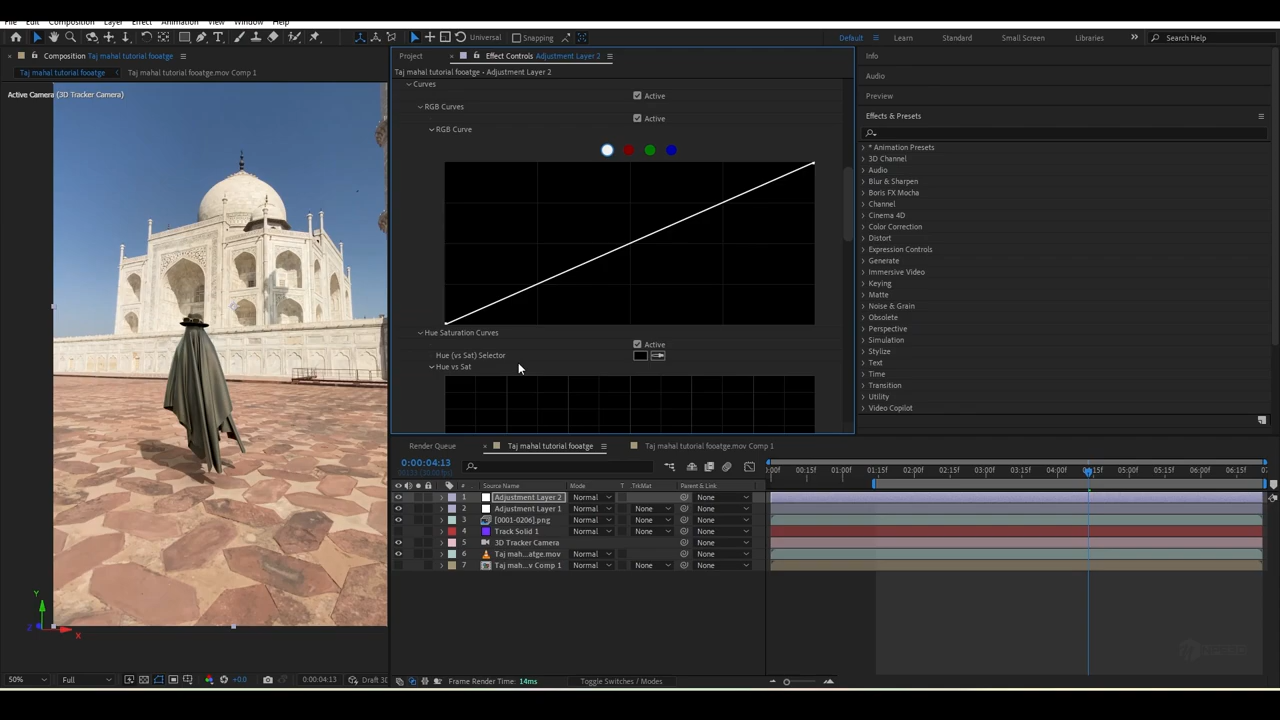 File Edit Composition Layer Effect Animation View Window Help
Universal Snapping Default Learn Standard Small Screen Libraries Search Help
Composition Taj mahal tutorial fooatge
Taj mahal tutorial fooatge Taj mahal tutorial fooatge.mov Comp 1
Active Camera (3D Tracker Camera)
50% Full 0:00:04:13 Draft 3D
+0.0
Y
Z
X
Project Effect Controls Adjustment Layer 2
Taj mahal tutorial fooatge - Adjustment Layer 2
Curves
Active
RGB Curves
Active
RGB Curve
Hue Saturation Curves
Active
Hue (vs Sat) Selector
Hue vs Sat
Info
Audio
Preview
Effects & Presets
* Animation Presets
3D Channel
Audio
Blur & Sharpen
Boris FX Mocha
Channel
Cinema 4D
Color Correction
Distort
Expression Controls
Generate
Immersive Video
Keying
Matte
Noise & Grain
Obsolete
Perspective
Simulation
Stylize
Text
Time
Transition
Utility
Video Copilot
Render Queue Taj mahal tutorial fooatge Taj mahal tutorial fooatge.mov Comp 1
0:00:04:13
# Source Name Mode T .TrkMat Parent & Link
1 Adjustment Layer 2 Normal None
2 Adjustment Layer 1 Normal None None
3 [0001-0206].png Normal None None
4 Track Solid 1 Normal None None
5 3D Tracker Camera None
6 Taj mah...atge.mov Normal None
7 Taj mah...v Comp 1 Normal None None
:00f 00:15f 01:00f 01:15f 02:00f 02:15f 03:00f 03:15f 04:00f 05:00f 05:15f 06:00f 06:15f 07
Frame Render Time: 14ms Toggle Switches / Modes